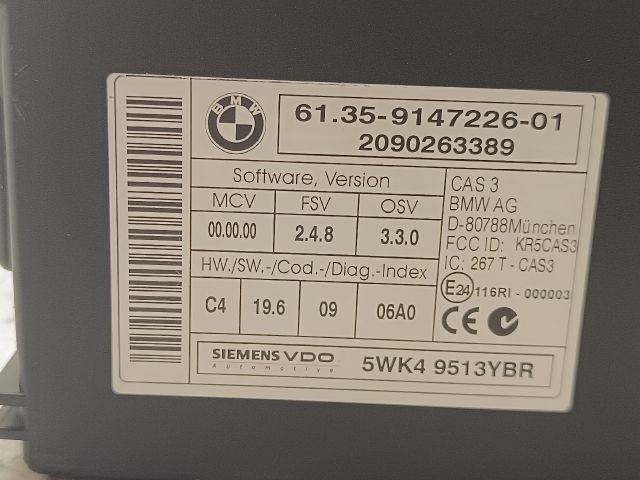 BMW
61.35-9147226-01
2090263389
Software, Version
MCV FSV OSV
00.00.00 2.4.8 3.3.0
HW./SW.-/Cod.-/Diag.-Index
C4 19.6 09 06A0
CAS 3
BMW AG
D-80788München
FCC ID: KR5CAS3
IC: 267 T - CAS3
E24 116RI - 000003
CE
SIEMENS VDO
Automotive
5WK4 9513YBR